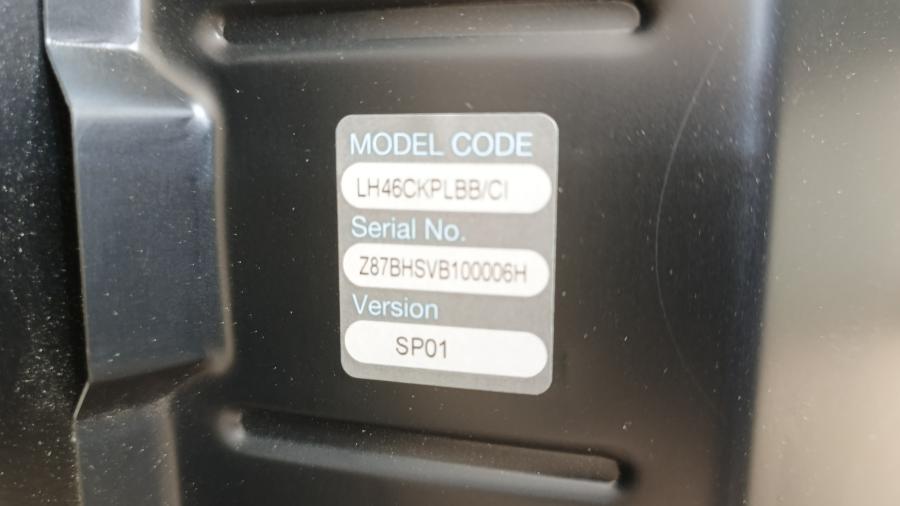 MODEL CODE
LH46CKPLBB/CI
Serial No.
Z87BHSVB100006H
Version
SP01